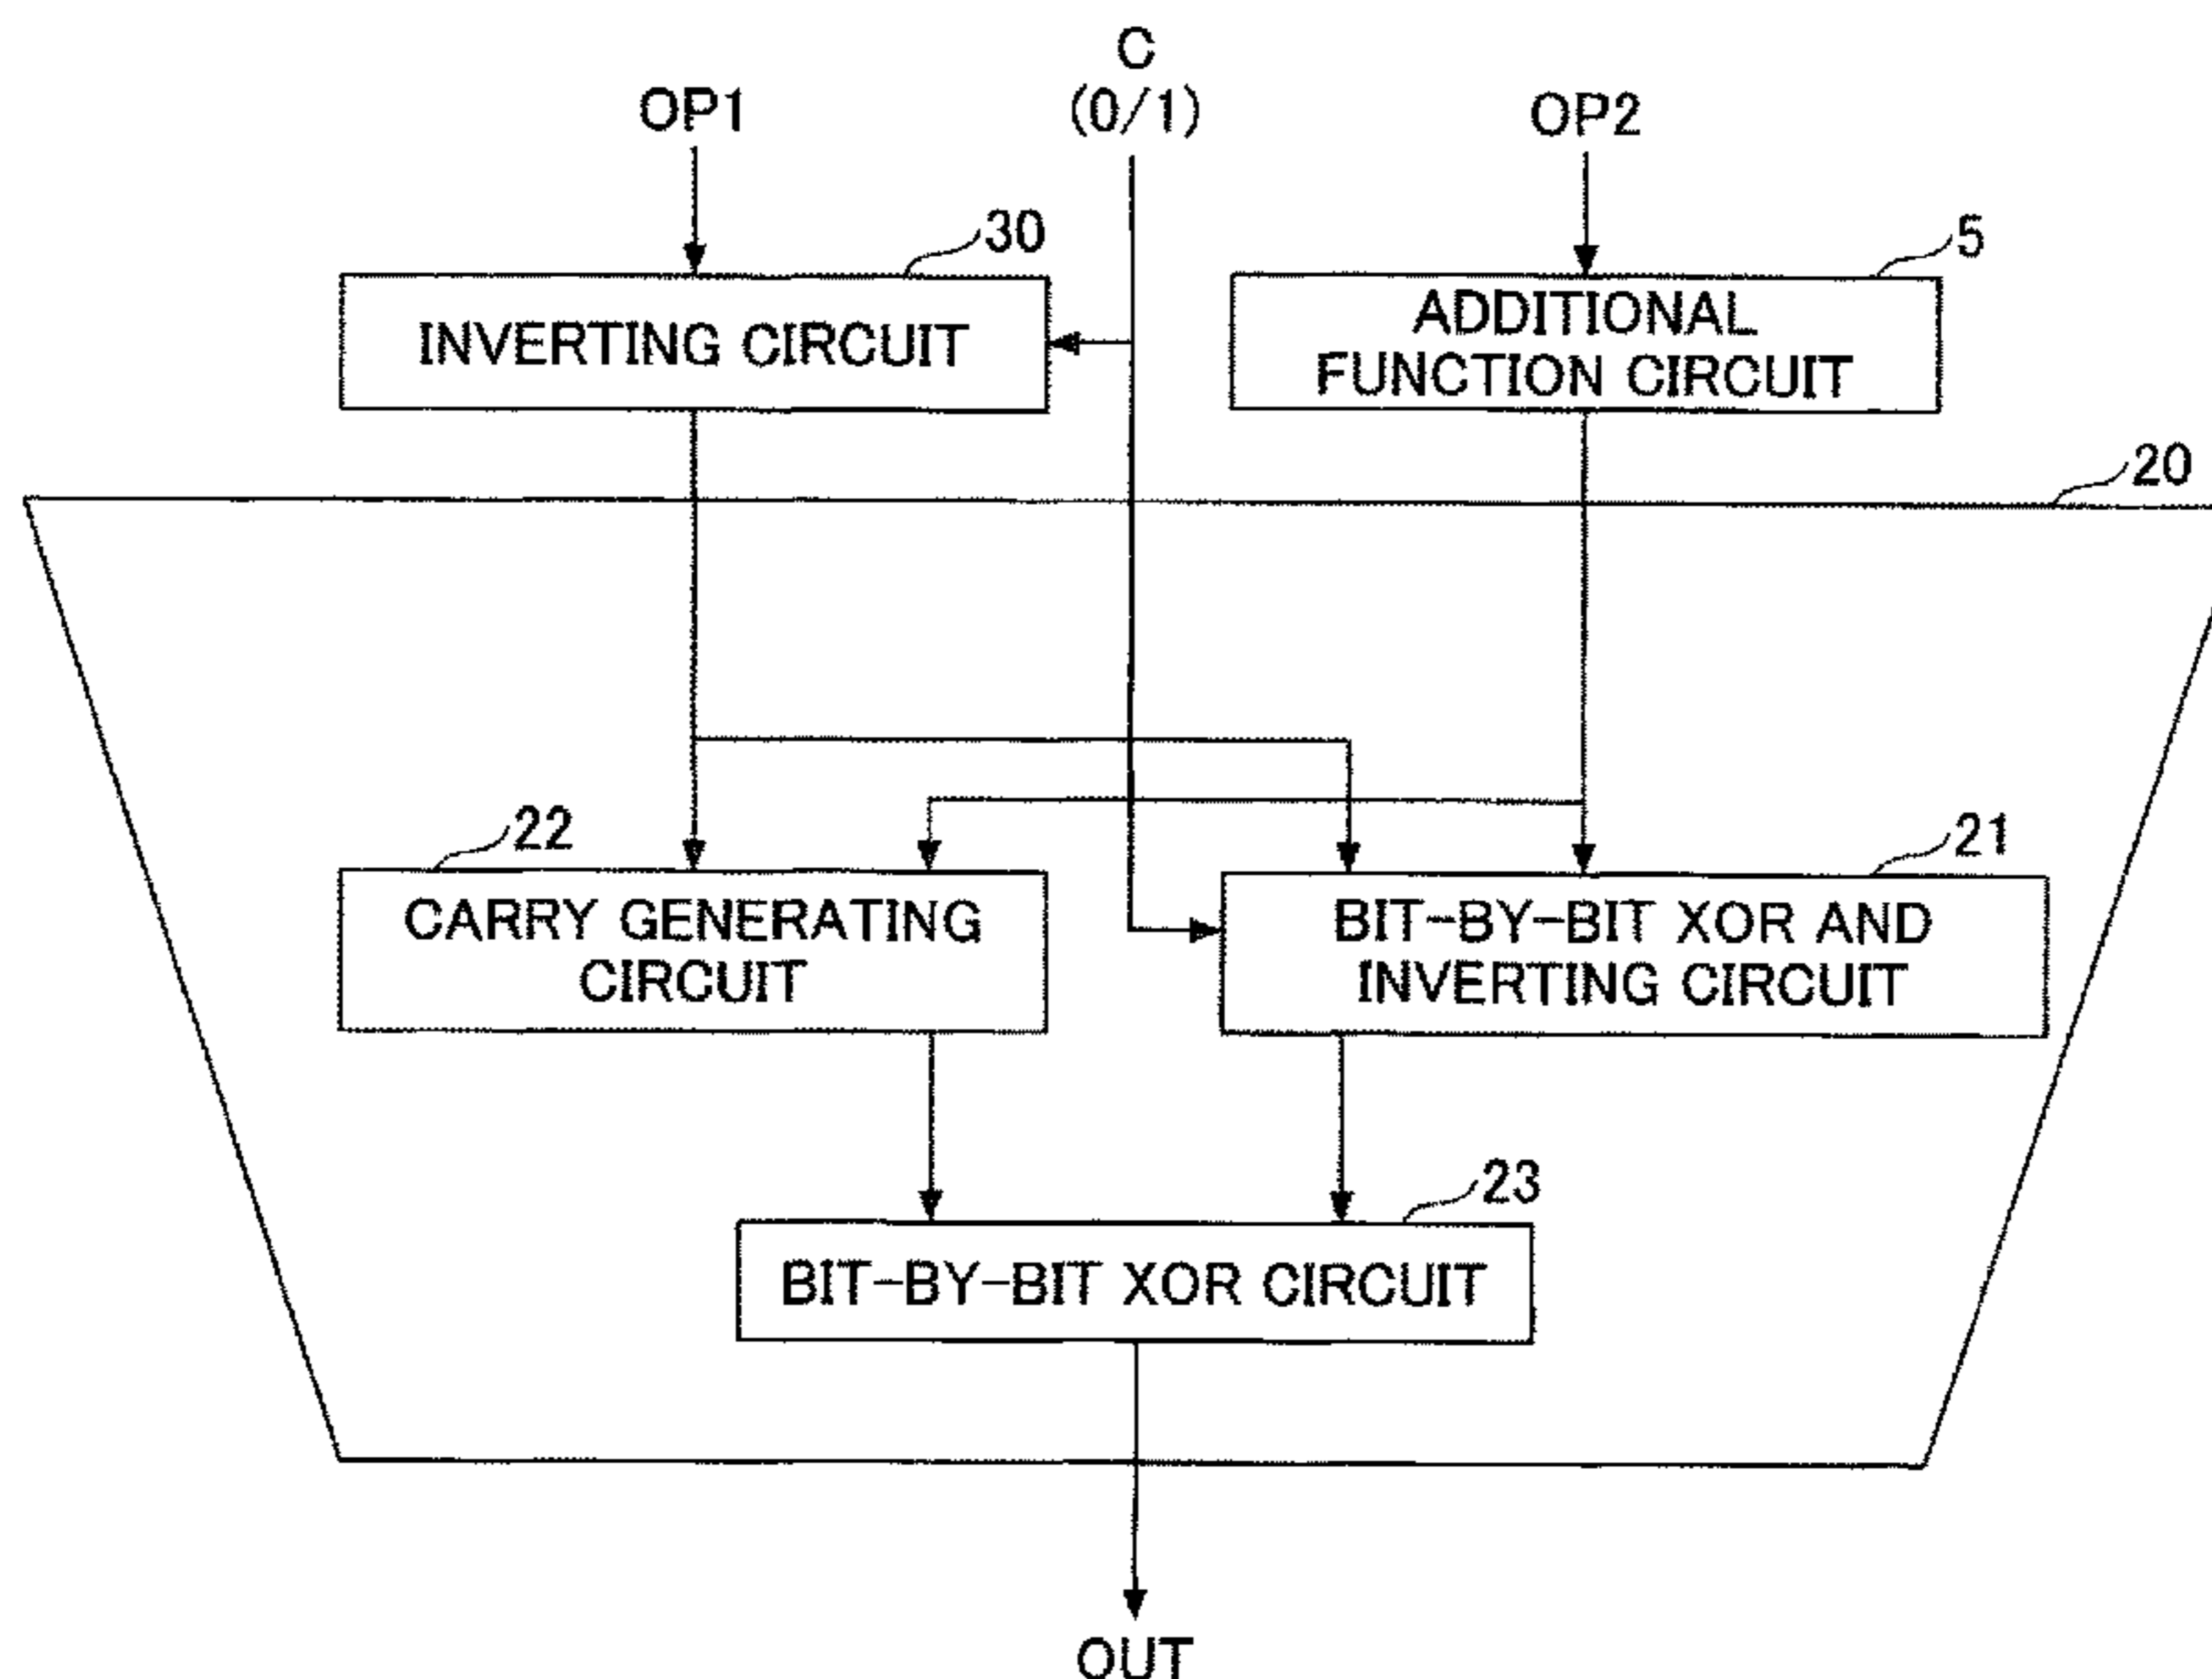 C
(0/1)
OP1
OP2
30
5
INVERTING CIRCUIT
ADDITIONAL
FUNCTION CIRCUIT
20
22
21
CARRY GENERATING
CIRCUIT
BIT-BY-BIT XOR AND
INVERTING CIRCUIT
23
BIT-BY-BIT XOR CIRCUIT
OUT